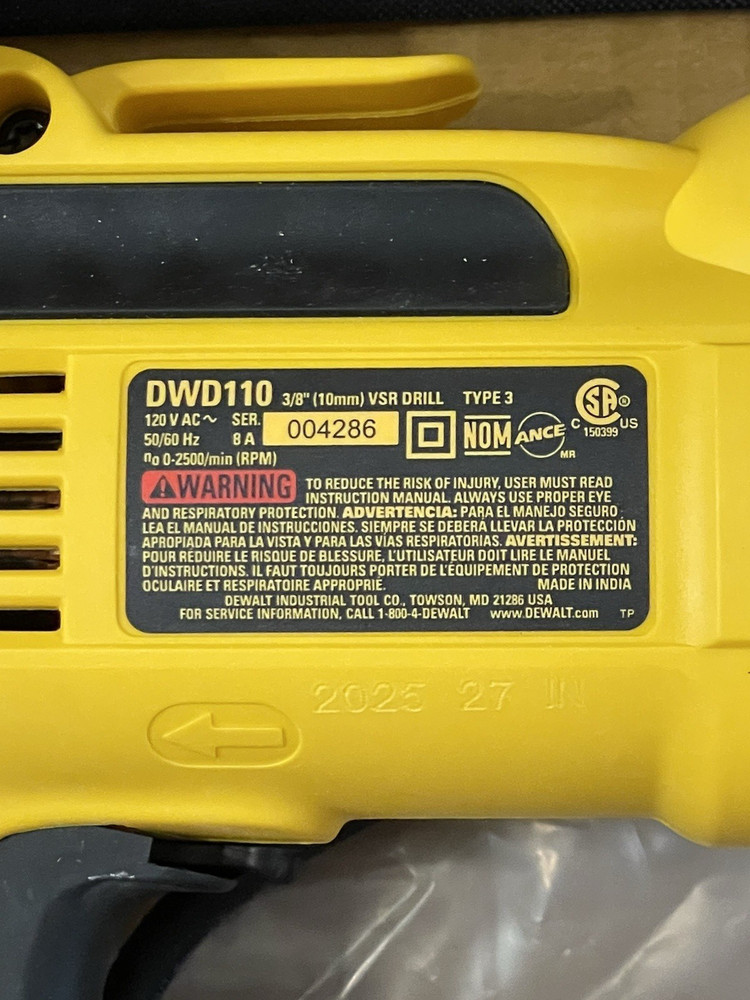 DWD110 3/8" (10mm) VSR DRILL TYPE 3
120 V AC ~ SER. 004286
50/60 Hz 8 A
n₀ 0-2500/min (RPM)
NOM ANCE MR
C SA ® C US 150399
WARNING TO REDUCE THE RISK OF INJURY, USER MUST READ
INSTRUCTION MANUAL. ALWAYS USE PROPER EYE
AND RESPIRATORY PROTECTION. ADVERTENCIA: PARA EL MANEJO SEGURO
LEA EL MANUAL DE INSTRUCCIONES. SIEMPRE SE DEBERÁ LLEVAR LA PROTECCIÓN
APROPIADA PARA LA VISTA Y PARA LAS VÍAS RESPIRATORIAS. AVERTISSEMENT:
POUR RÉDUIRE LE RISQUE DE BLESSURE, L'UTILISATEUR DOIT LIRE LE MANUEL
D'INSTRUCTIONS. IL FAUT TOUJOURS PORTER DE L'ÉQUIPEMENT DE PROTECTION
OCULAIRE ET RESPIRATOIRE APPROPRIÉ. MADE IN INDIA
DEWALT INDUSTRIAL TOOL CO., TOWSON, MD 21286 USA
FOR SERVICE INFORMATION, CALL 1-800-4-DEWALT www.DEWALT.com TP
2025 27 IN